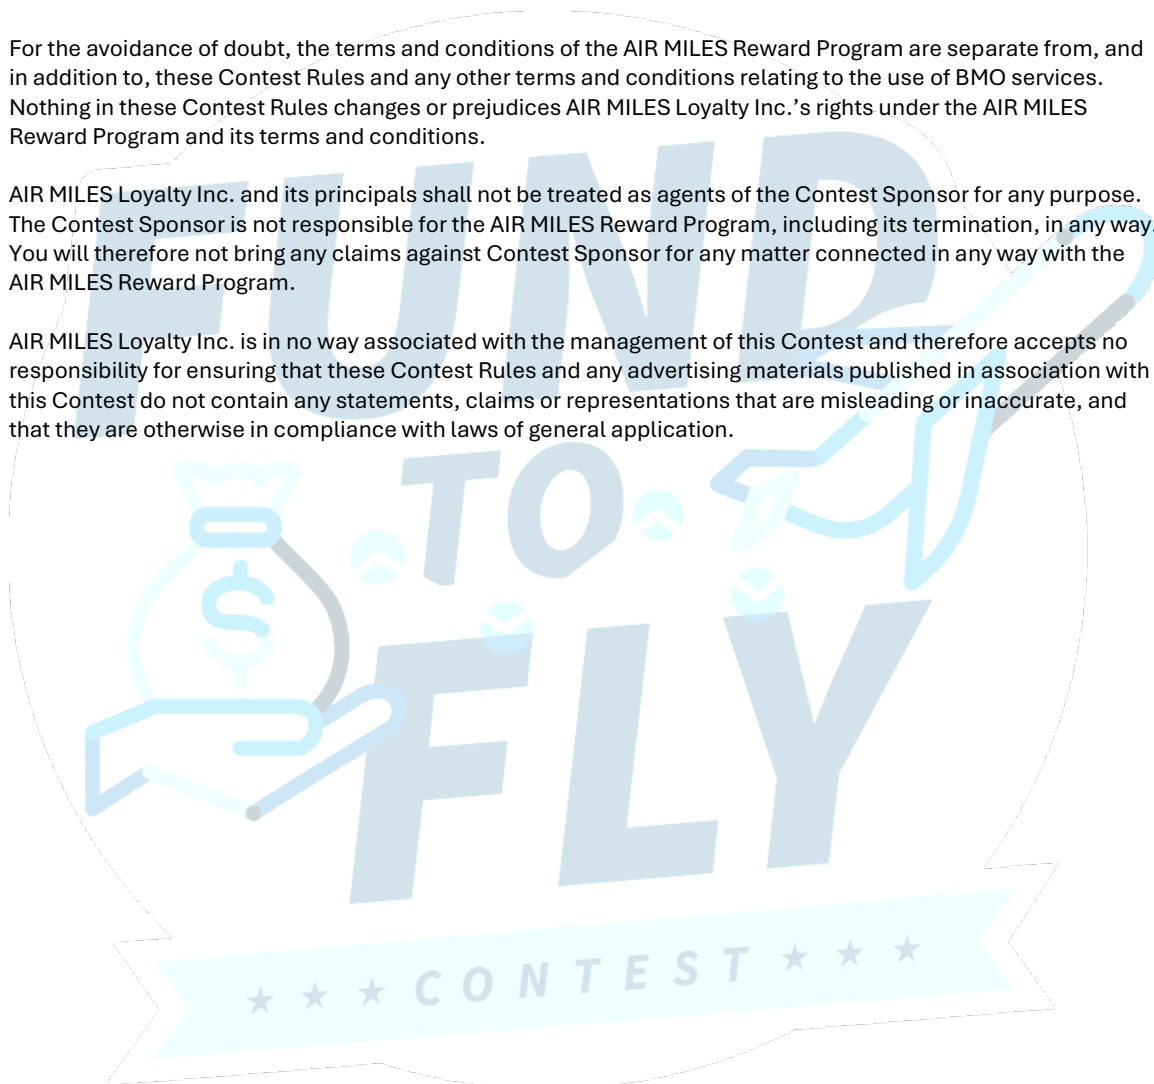 For the avoidance of doubt, the terms and conditions of the AIR MILES Reward Program are separate from, and
in addition to, these Contest Rules and any other terms and conditions relating to the use of BMO services.
Nothing in these Contest Rules changes or prejudices AIR MILES Loyalty Inc.’s rights under the AIR MILES
Reward Program and its terms and conditions.
AIR MILES Loyalty Inc. and its principals shall not be treated as agents of the Contest Sponsor for any purpose.
The Contest Sponsor is not responsible for the AIR MILES Reward Program, including its termination, in any way.
You will therefore not bring any claims against Contest Sponsor for any matter connected in any way with the
AIR MILES Reward Program.
AIR MILES Loyalty Inc. is in no way associated with the management of this Contest and therefore accepts no
responsibility for ensuring that these Contest Rules and any advertising materials published in association with
this Contest do not contain any statements, claims or representations that are misleading or inaccurate, and
that they are otherwise in compliance with laws of general application.
FUND
TO
FLY
$
★ ★ ★ CONTEST ★ ★ ★